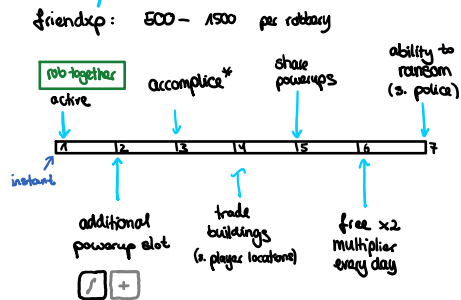 friendxp: 500 - 1500 per robbery
rob together
active
accomplice*
share
powerups
ability to
ransom
(s. police)
1 2 3 4 5 6 7
instant
additional
powerup slot
trade
buildings
(s. player locations)
free x2
multiplier
every day